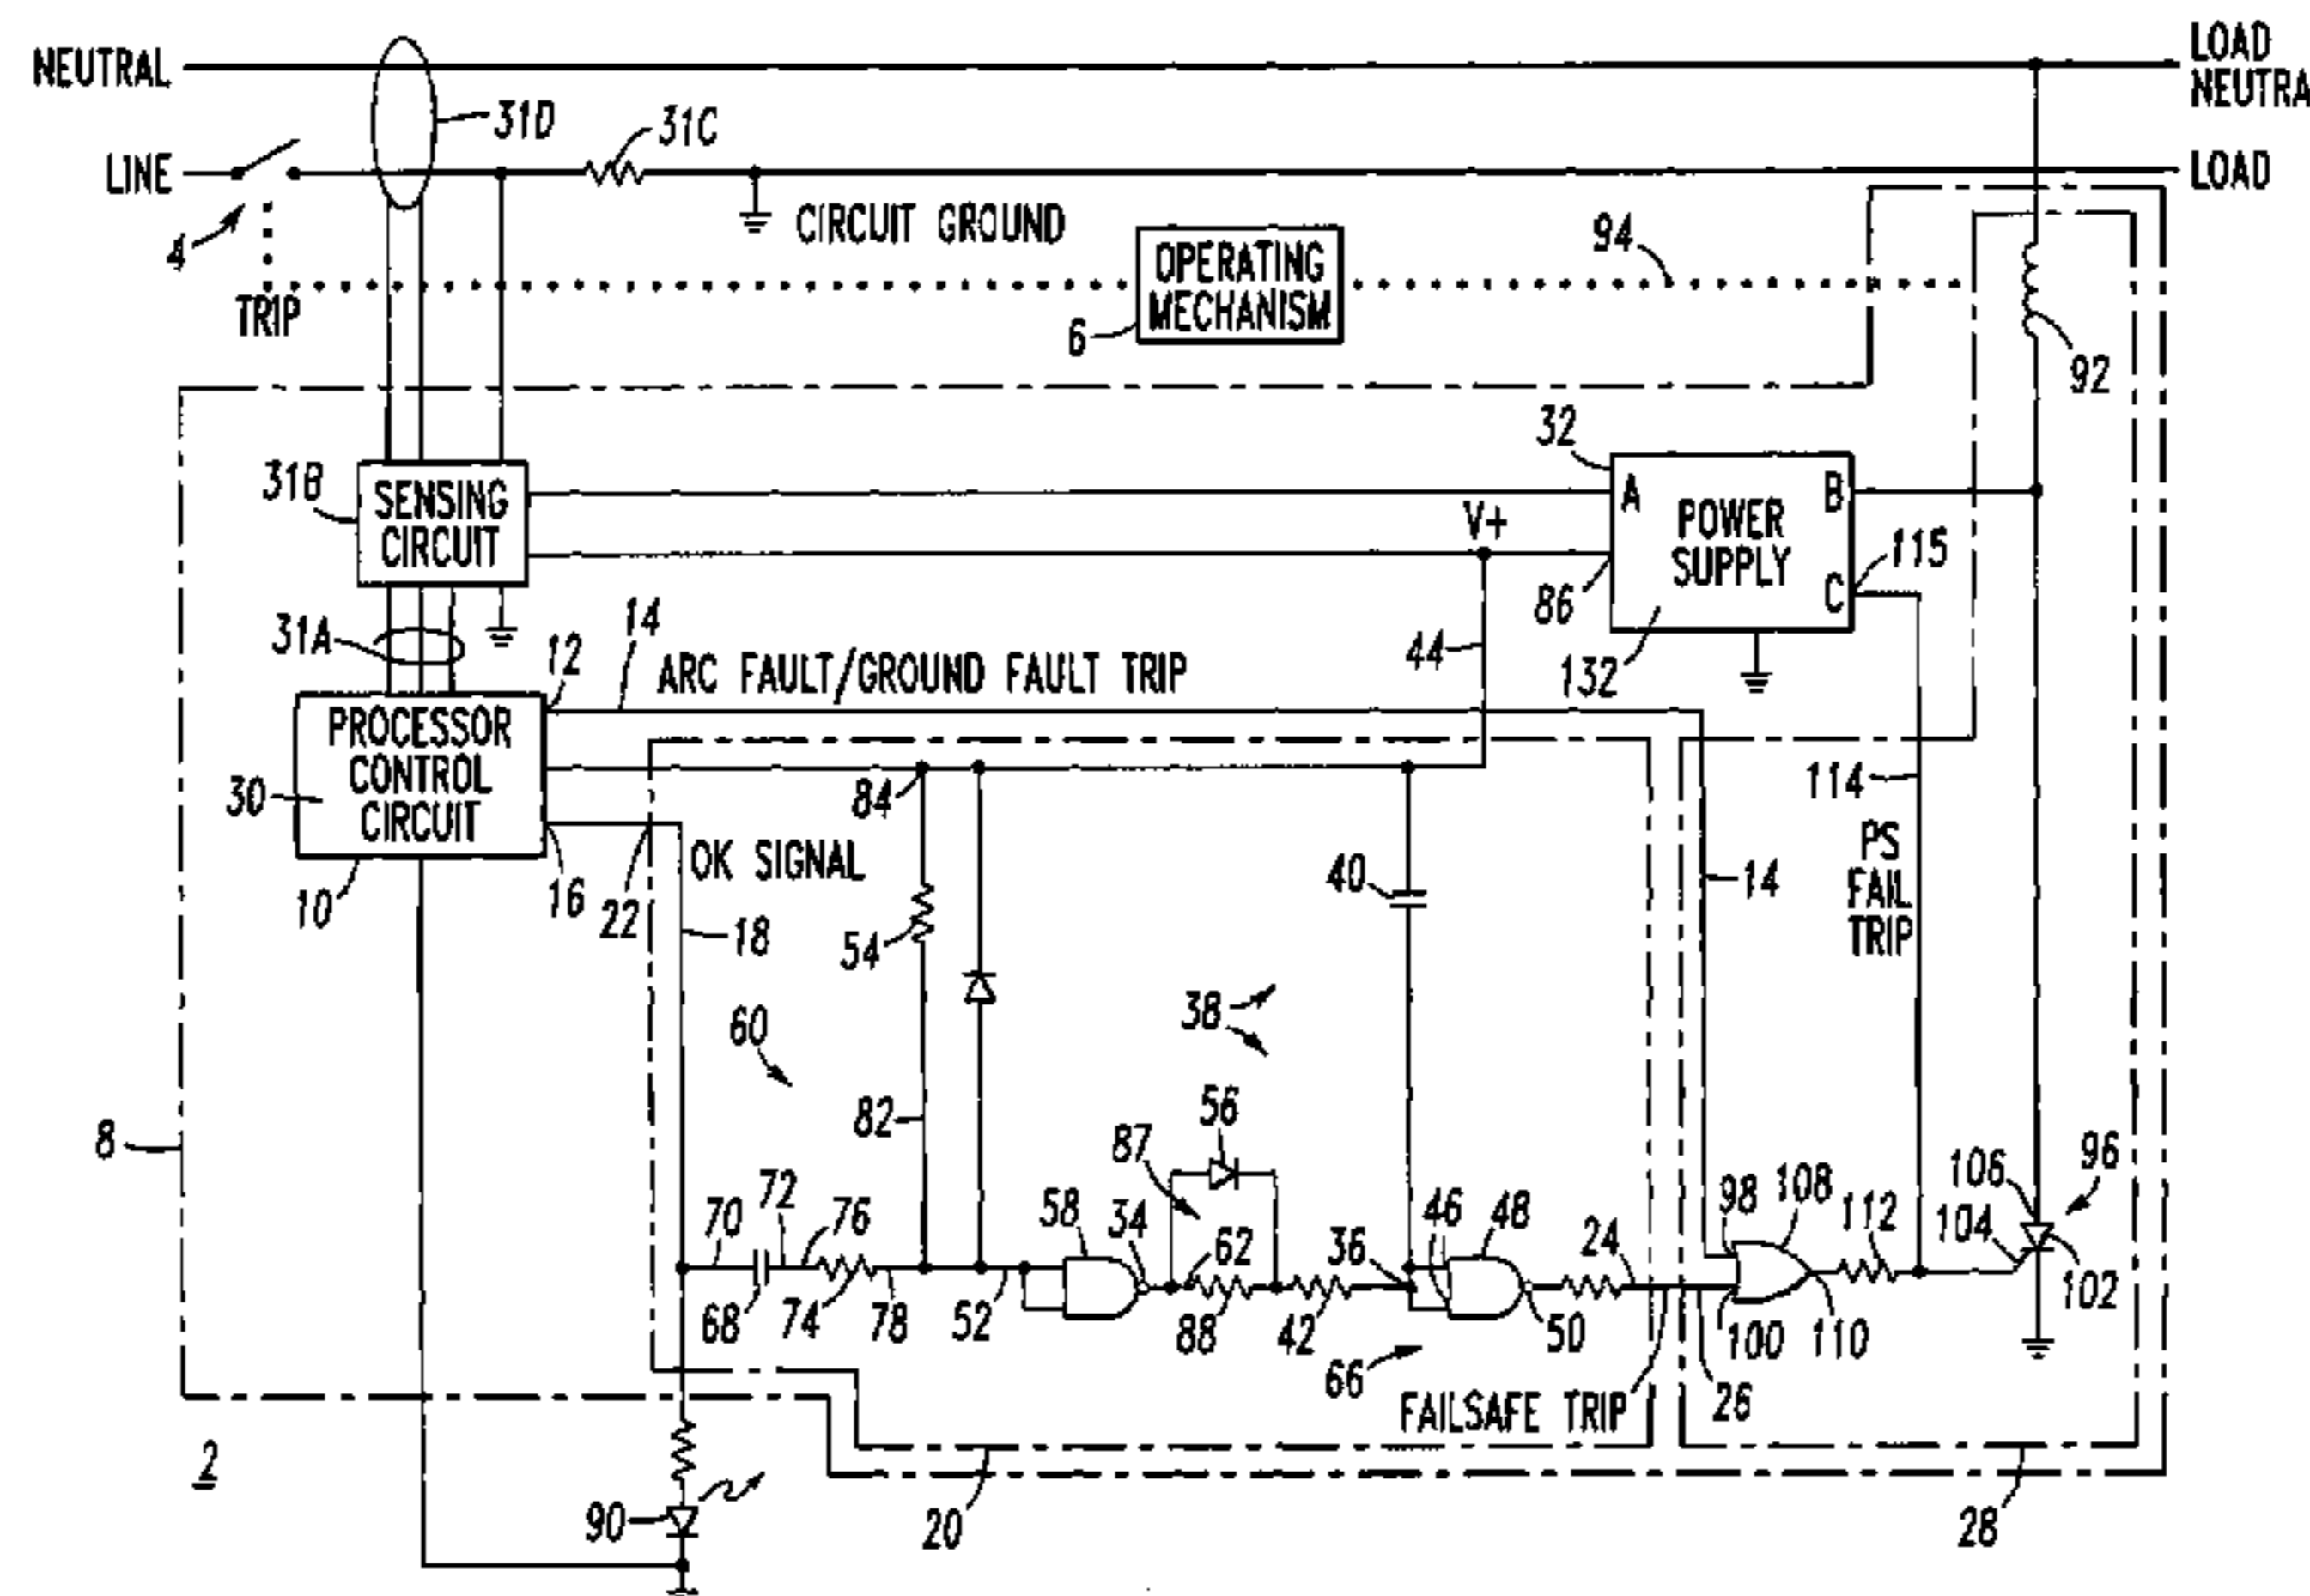 NEUTRAL
LOAD
NEUTRA
31D
31C
LINE
LOAD
4
CIRCUIT GROUND
94
OPERATING
MECHANISM
TRIP
6
92
32
31B
SENSING
CIRCUIT
A
B
V+
POWER
SUPPLY
115
C
86
31A
12
14
44
132
ARC FAULT/GROUND FAULT TRIP
PROCESSOR
CONTROL
CIRCUIT
30
84
114
OK SIGNAL
PS
FAIL
TRIP
40
14
10
16
22
18
54
38
60
82
56
8
87
106
96
70
72
76
58
34
62
36
46
48
24
98
108
112
104
68
74
78
52
88
42
50
100
110
102
66
FAILSAFE TRIP
26
2
90
20
28